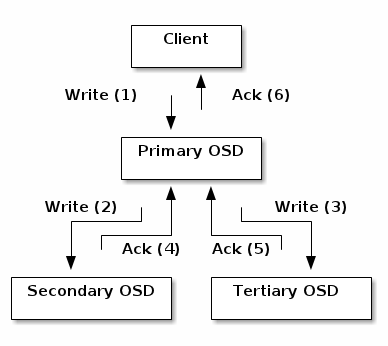 Client
Write (1)
Ack (6)
Primary OSD
Write (2)
Write (3)
Ack (4)
Ack (5)
Secondary OSD
Tertiary OSD